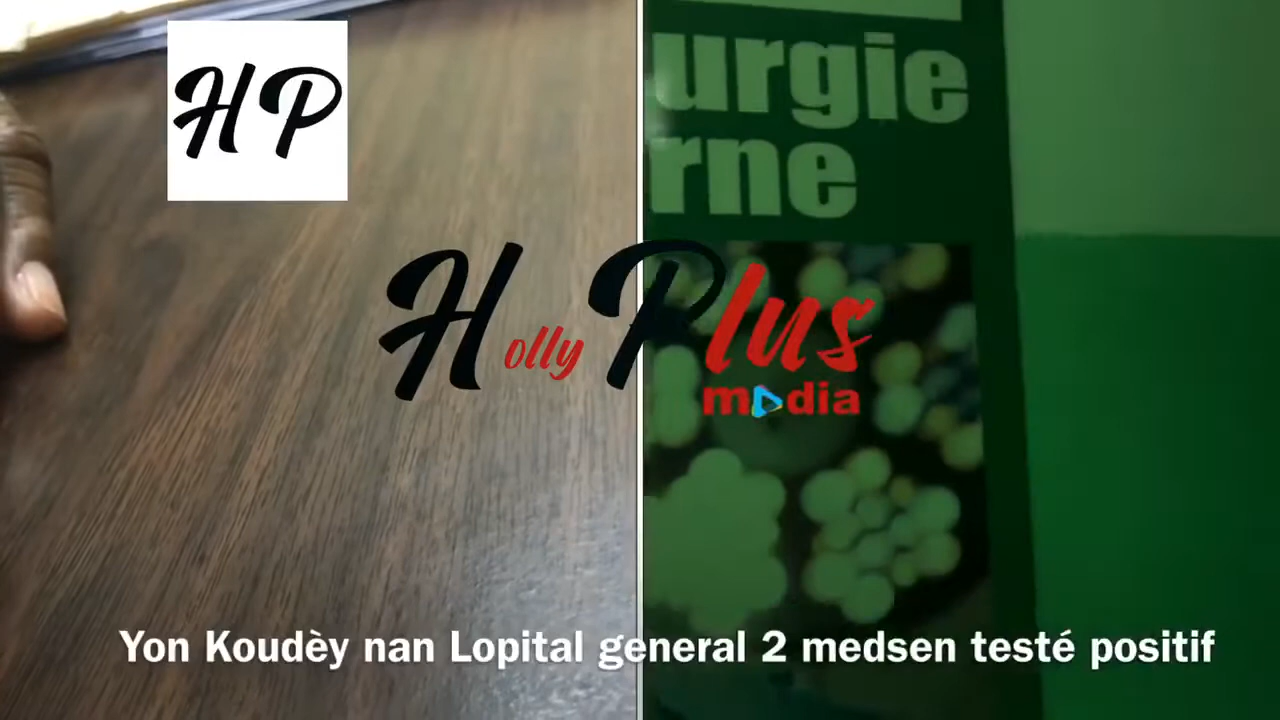 HP
urgie
rne
Holly Plus
media
Yon Koudèy nan Lopital general 2 medsen testé positif